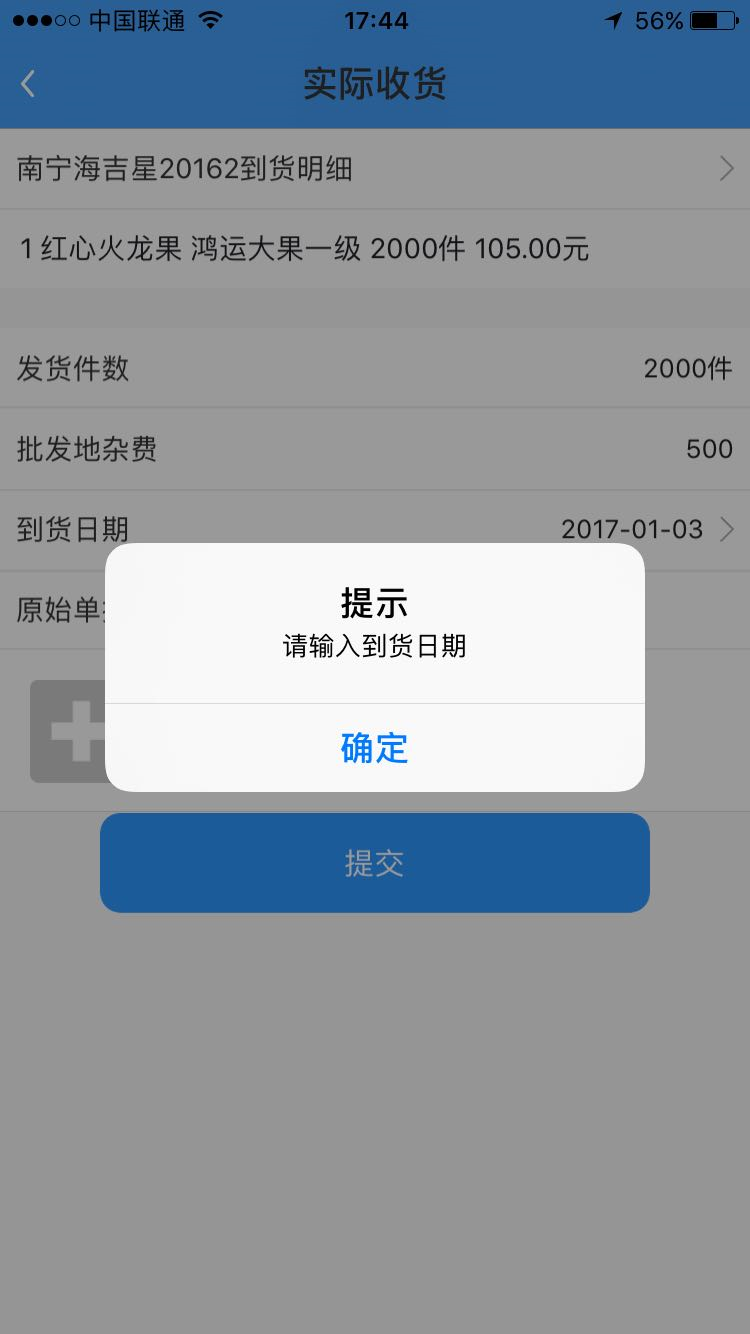 中国联通 17:44 56%
实际收货
南宁海吉星20162到货明细
1 红心火龙果 鸿运大果一级 2000件 105.00元
发货件数 2000件
批发地杂费 500
到货日期 2017-01-03
原始单
提示
请输入到货日期
确定
提交